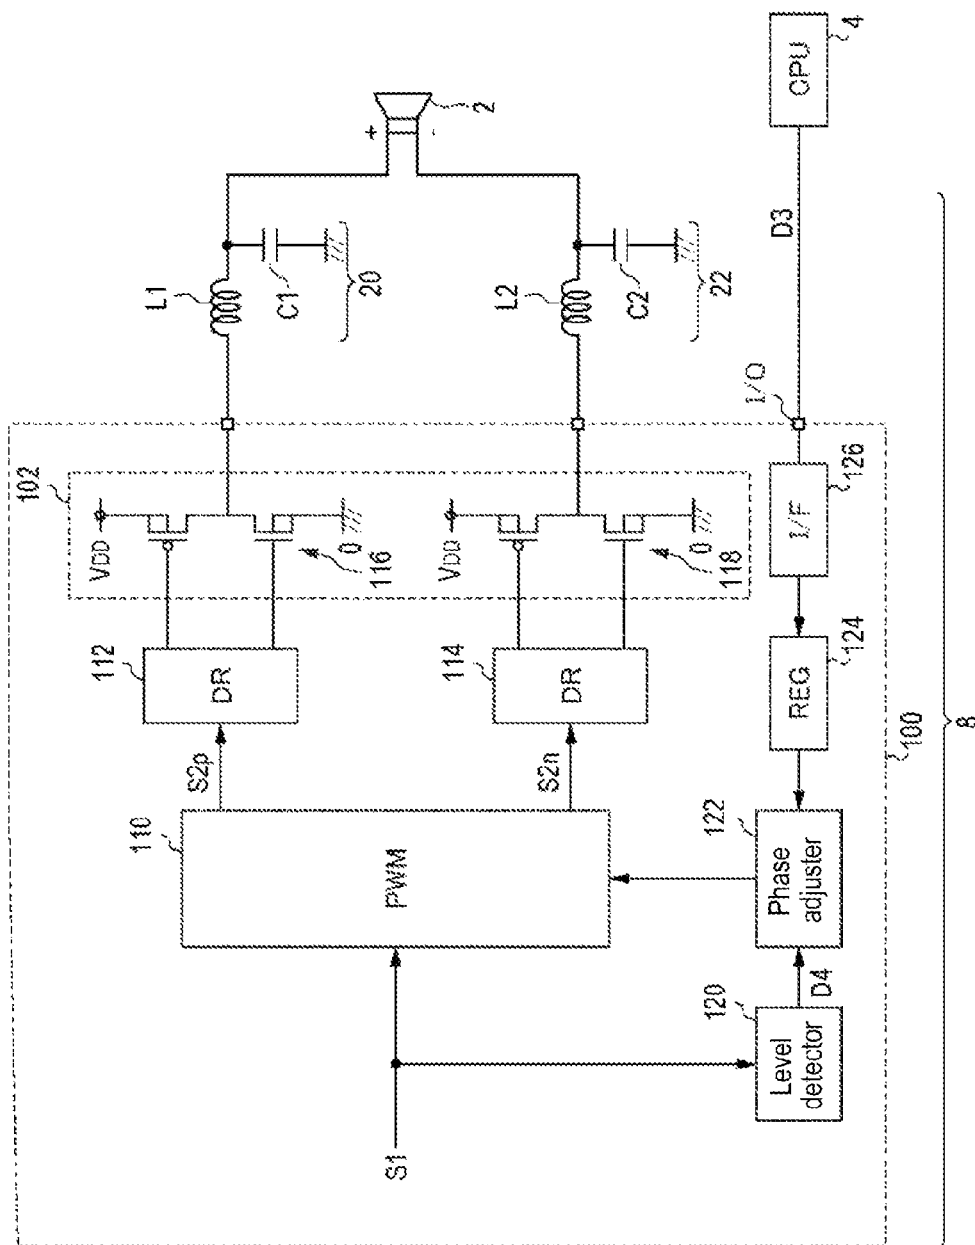 S1
110
PWM
S2p
S2n
112
DR
114
DR
102
VDD
116
0
VDD
118
0
L1
C1
20
L2
C2
22
+
-
2
120
Level
detector
D4
122
Phase
adjuster
REG
124
I/F
126
I/O
D3
CPU
4
100
8